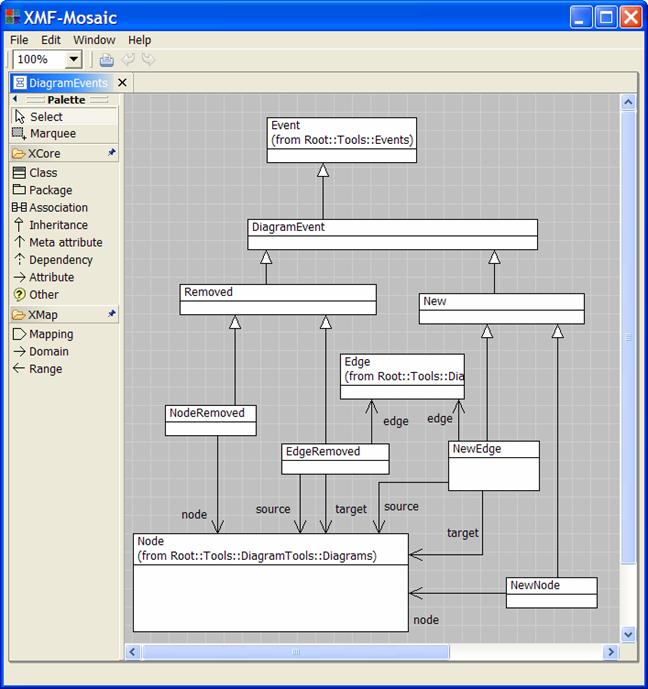 XMF-Mosaic
File Edit Window Help
100%
DiagramEvents
Palette
Select
Marquee
XCore
Class
Package
Association
Inheritance
Meta attribute
Dependency
Attribute
Other
XMap
Mapping
Domain
Range
Event
(from Root::Tools::Events)
DiagramEvent
Removed
New
Edge
(from Root::Tools::Dia
NodeRemoved
edge
edge
EdgeRemoved
NewEdge
node
source
target
source
target
Node
(from Root::Tools::DiagramTools::Diagrams)
NewNode
node